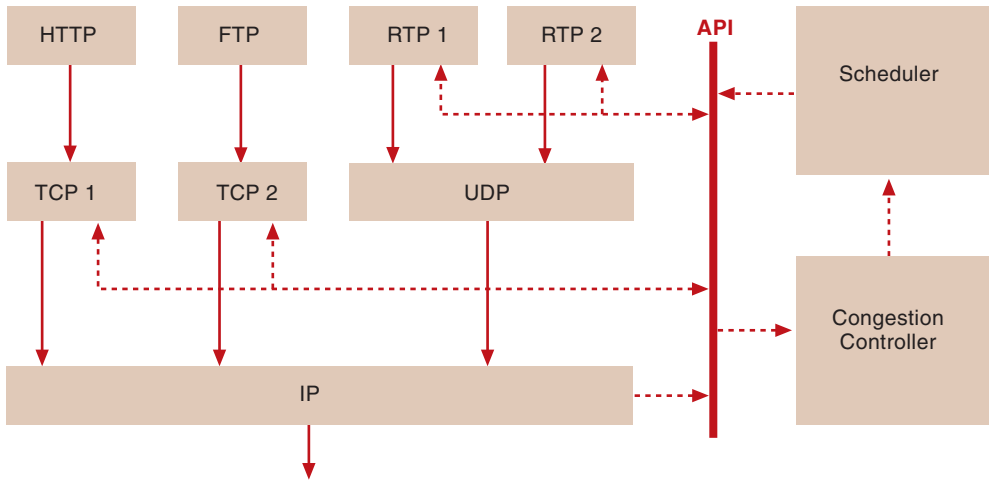 HTTP
FTP
RTP 1
RTP 2
API
Scheduler
TCP 1
TCP 2
UDP
Congestion
Controller
IP